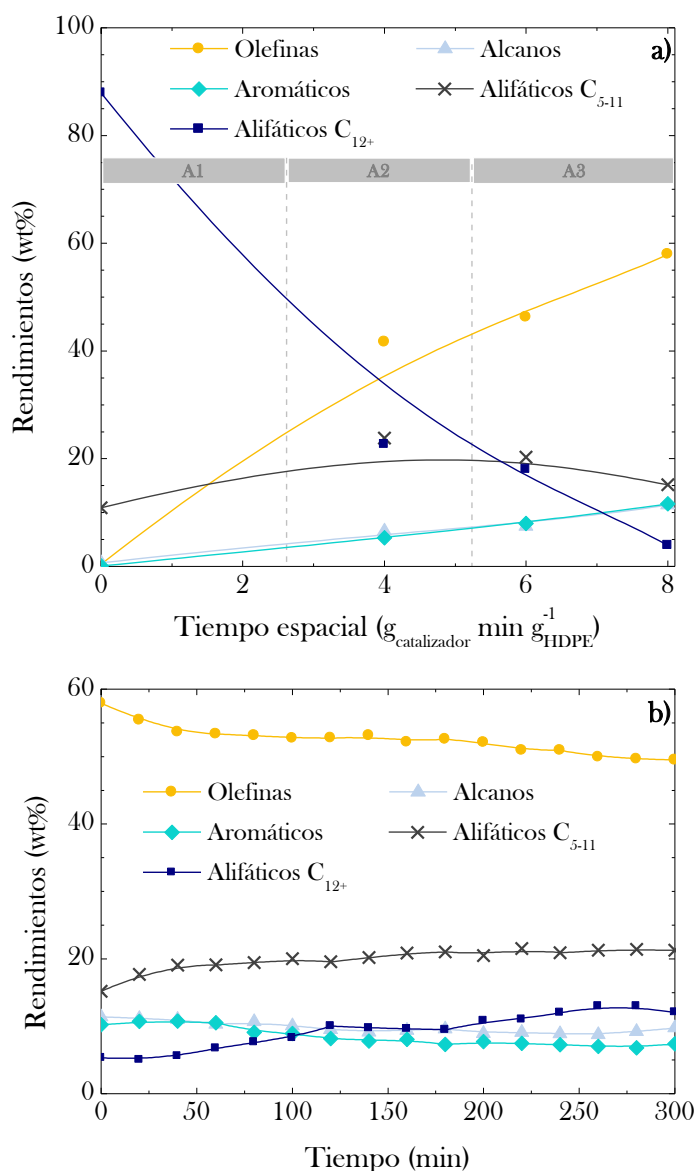 a)
Olefinas
Alcanos
Aromáticos
Alifáticos C5-11
Alifáticos C12+
A1
A2
A3
100
80
60
40
20
0
Rendimientos (wt%)
0 2 4 6 8
Tiempo espacial (gcatalizador min g-1HDPE)
b)
Olefinas
Alcanos
Aromáticos
Alifáticos C5-11
Alifáticos C12+
60
40
20
0
Rendimientos (wt%)
0 50 100 150 200 250 300
Tiempo (min)